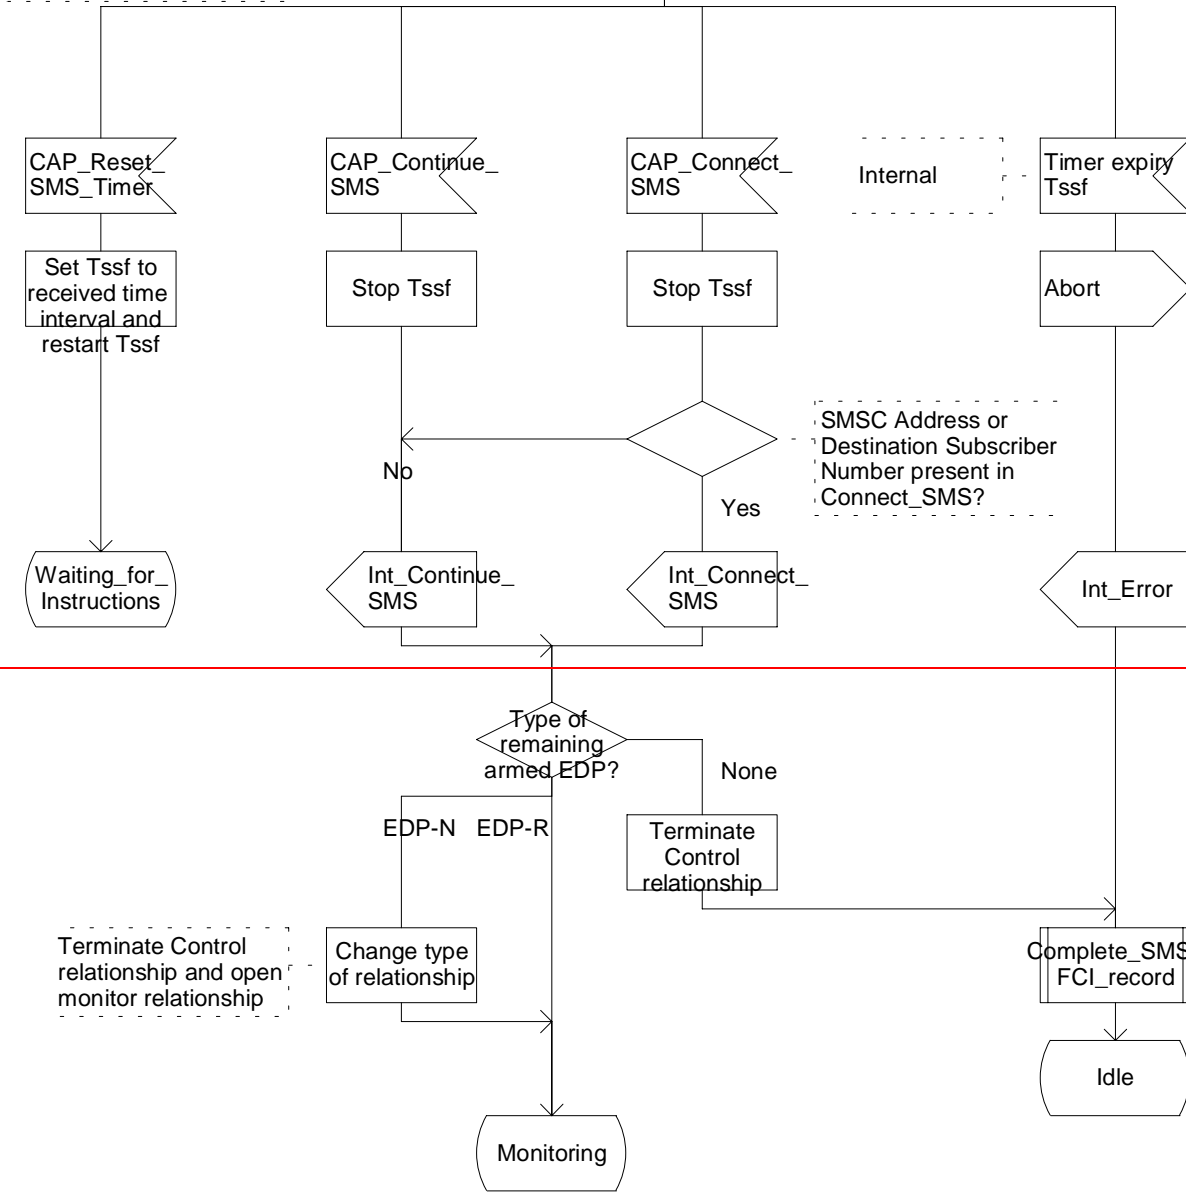 CAP_Reset_
SMS_Timer
CAP_Continue_
SMS
CAP_Connect_
SMS
Internal
Timer expiry
Tssf
Set Tssf to
received time
interval and
restart Tssf
Stop Tssf
Stop Tssf
Abort
SMSC Address or
Destination Subscriber
Number present in
Connect_SMS?
No
Yes
Waiting_for_
Instructions
Int_Continue_
SMS
Int_Connect_
SMS
Int_Error
Type of
remaining
armed EDP?
None
EDP-N
EDP-R
Terminate
Control
relationship
Terminate Control
relationship and open
monitor relationship
Change type
of relationship
Complete_SMS
FCI_record
Idle
Monitoring